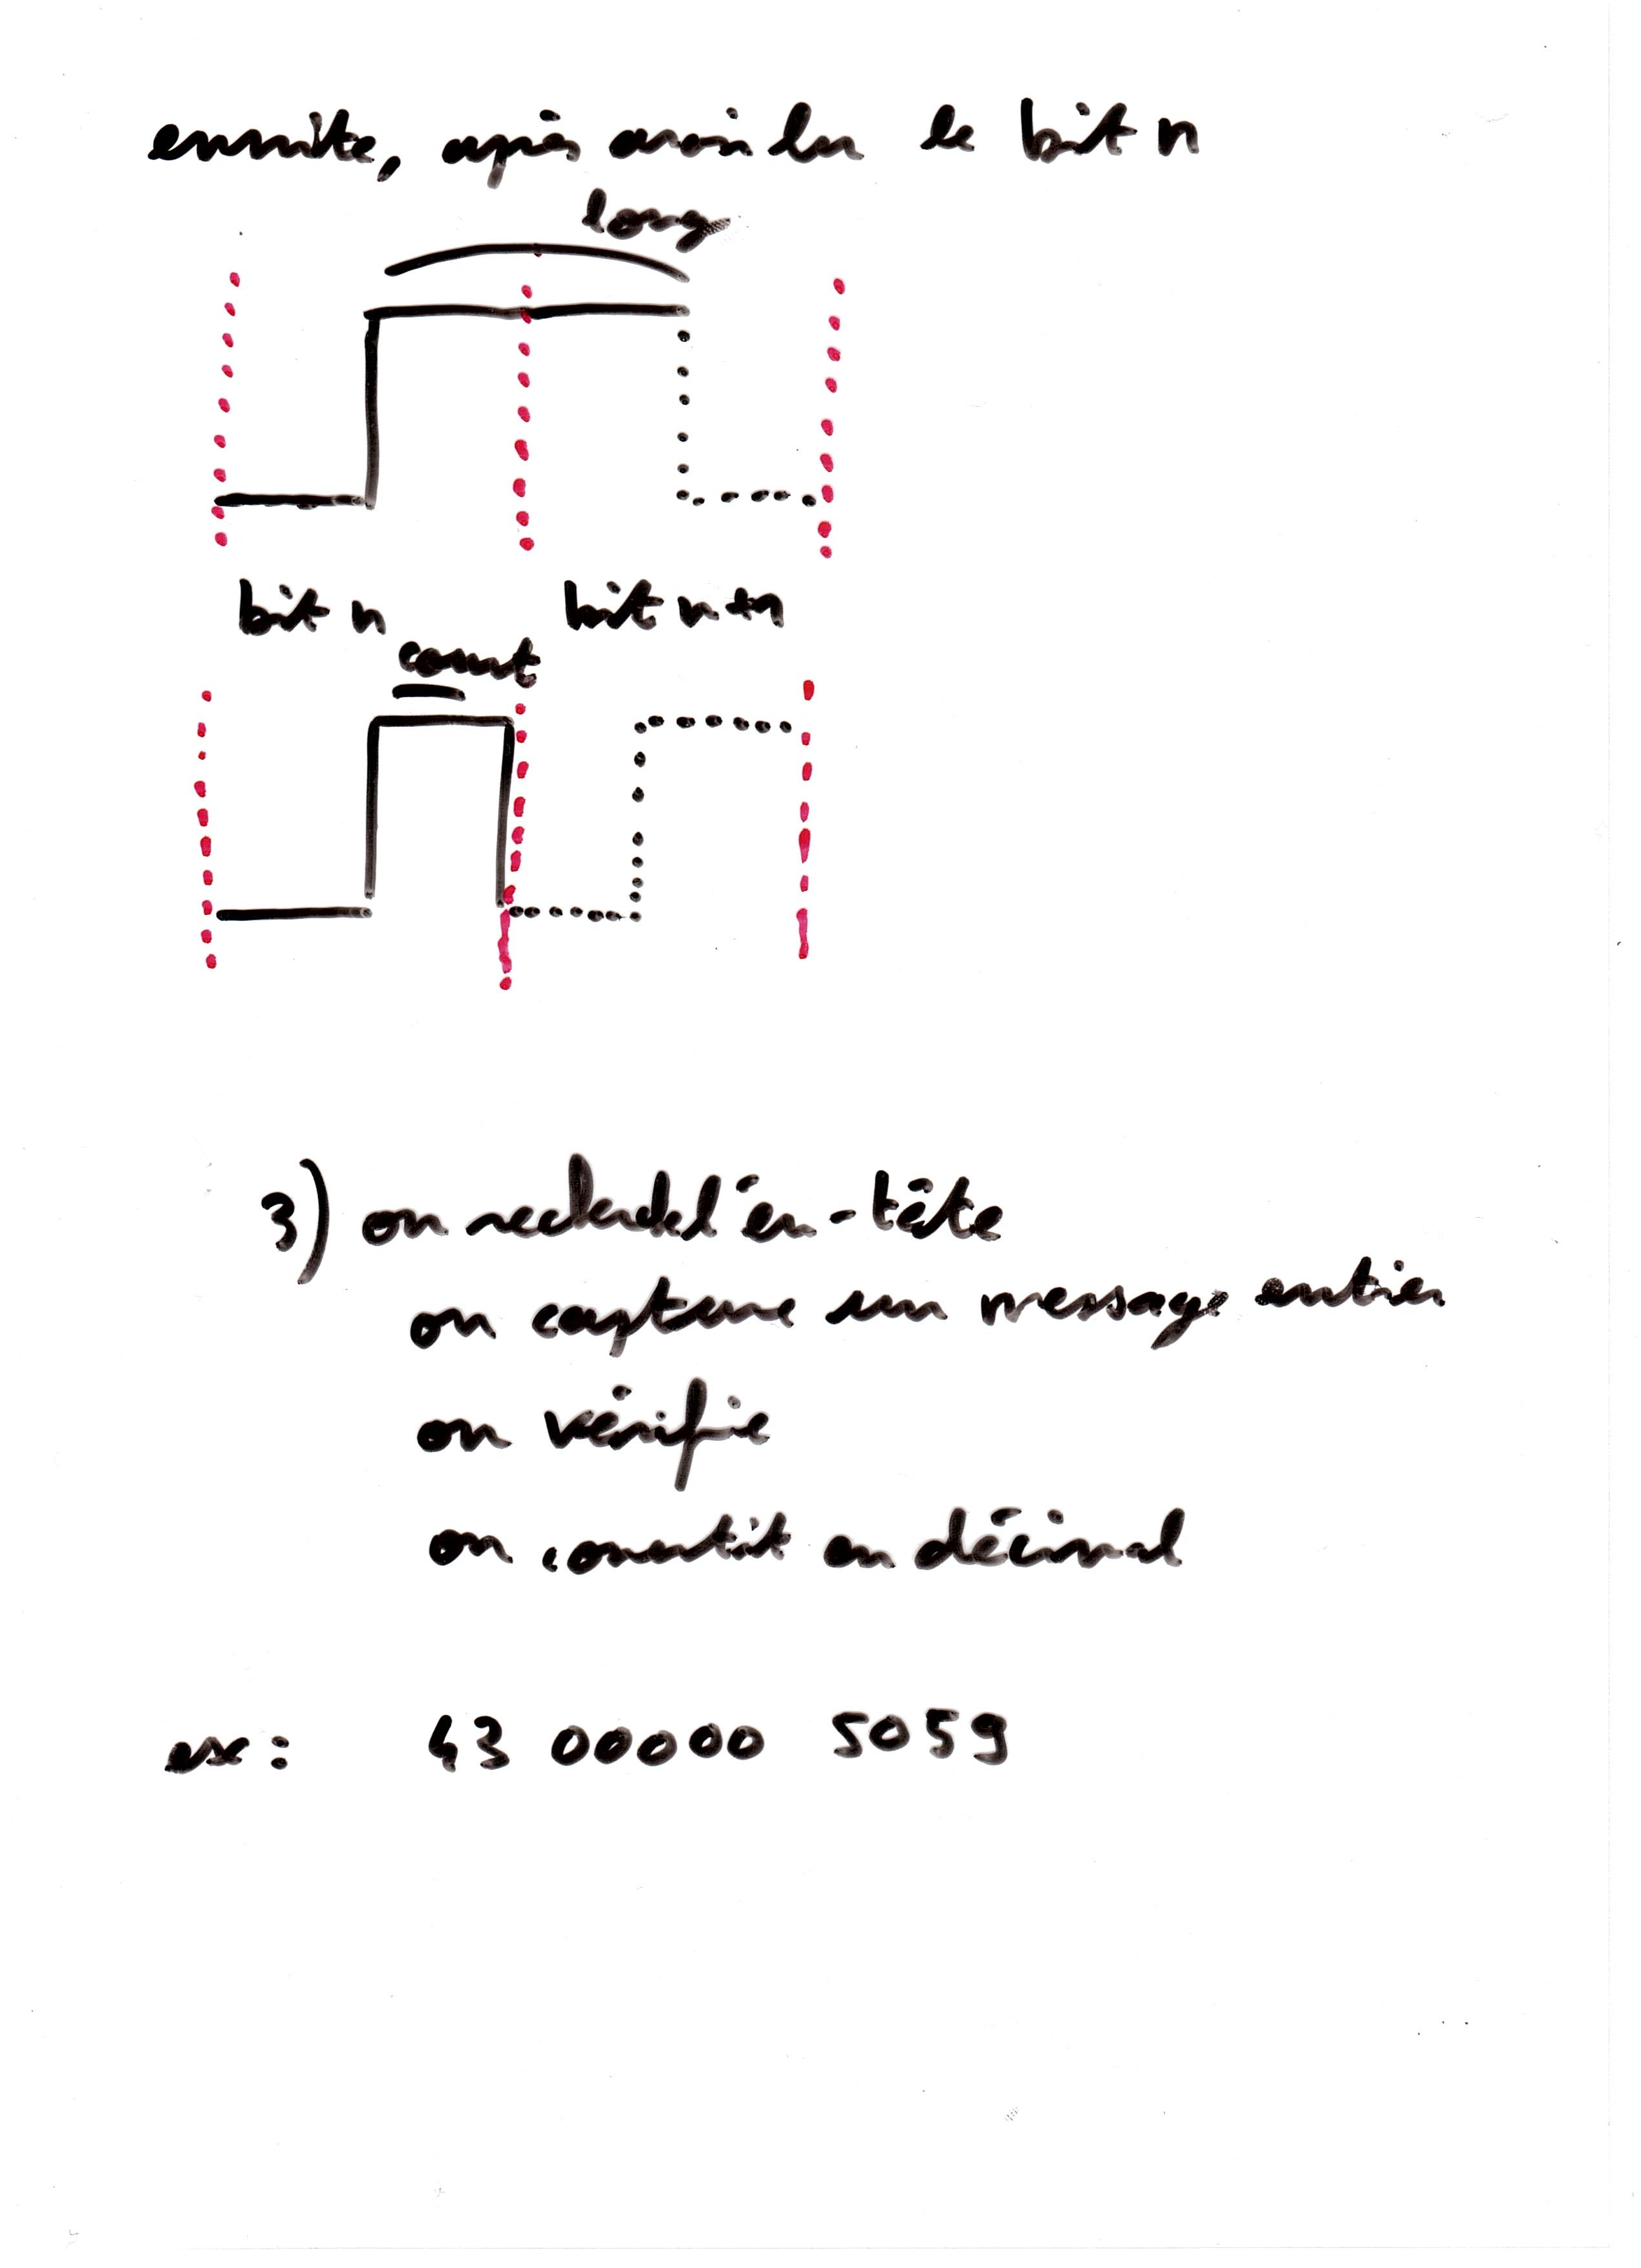 ensuite, après avoir lu le bit n
long
bit n bit n+1
court
3) on recherche l'en-tête
on capture un message entier
on vérifie
on convertit en décimal
ex: 43 00000 5059